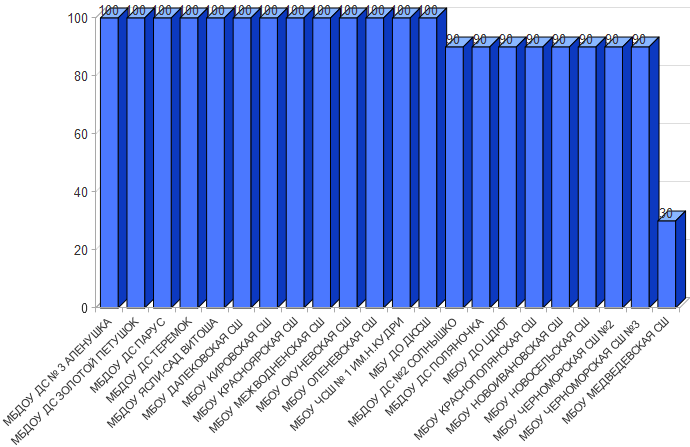 100 100 100 100 100 100 100 100 100 100 100 100 100 90 90 90 90 90 90 90 90 30
100
80
60
40
20
0
МБДОУ ДС № 3 АЛЕНУШКА
МБДОУ ДС ЗОЛОТОЙ ПЕТУШОК
МБДОУ ДС ПАРУС
МБДОУ ДС ТЕРЕМОК
МБДОУ ЯСЛИ-САД ВИТОША
МБОУ ДАЛЕКОВСКАЯ СШ
МБОУ КИРОВСКАЯ СШ
МБОУ КРАСНОЯРСКАЯ СШ
МБОУ МЕЖВОДНЕНСКАЯ СШ
МБОУ ОКУНЕВСКАЯ СШ
МБОУ ОЛЕНЕВСКАЯ СШ
МБОУ ЧСШ № 1 ИМ Н.КУДРИ
МБУ ДО ДЮСШ
МБДОУ ДС №2 СОЛНЫШКО
МБДОУ ДС ПОЛЯНОЧКА
МБОУ ДО ЦДЮТ
МБОУ КРАСНОПОЛЯНСКАЯ СШ
МБОУ НОВОИВАНОВСКАЯ СШ
МБОУ НОВОСЕЛЬСКАЯ СШ
МБОУ ЧЕРНОМОРСКАЯ СШ №2
МБОУ ЧЕРНОМОРСКАЯ СШ №3
МБОУ МЕДВЕДЕВСКАЯ СШ